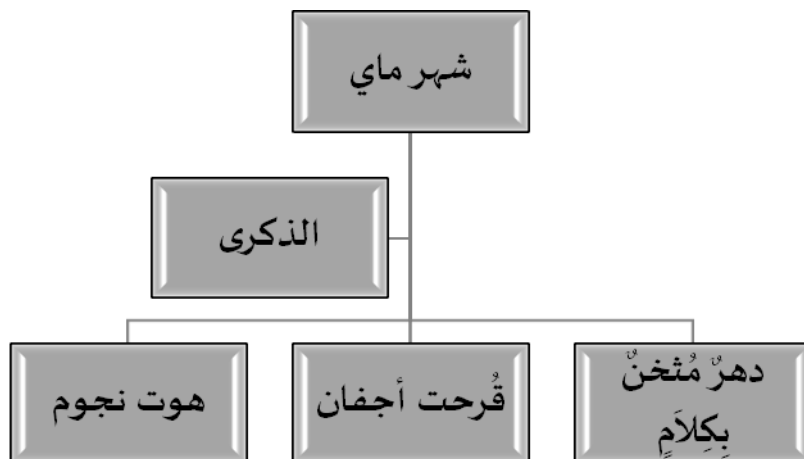 شهر ماي
الذكرى
دهرٌ مُثخنٌ
بِكِلاَمٍ
قُرحت أجفان
هوت نجوم